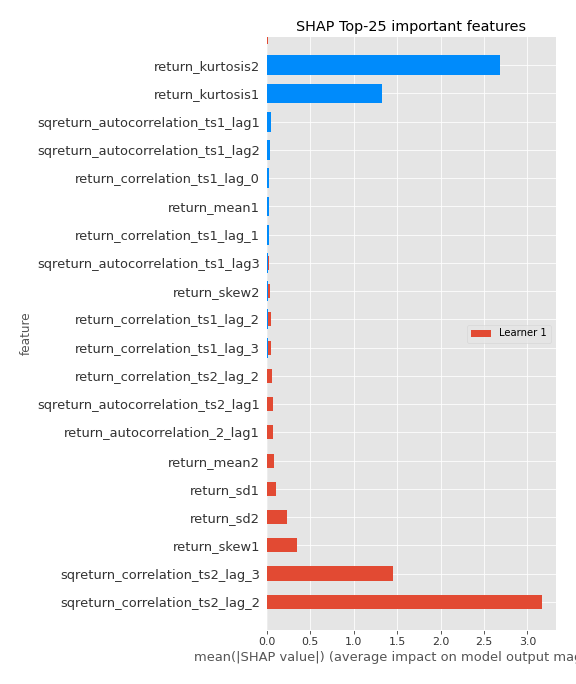 SHAP Top-25 important features
return_kurtosis2
return_kurtosis1
sqreturn_autocorrelation_ts1_lag1
sqreturn_autocorrelation_ts1_lag2
return_correlation_ts1_lag_0
return_mean1
return_correlation_ts1_lag_1
sqreturn_autocorrelation_ts1_lag3
return_skew2
return_correlation_ts1_lag_2
return_correlation_ts1_lag_3
return_correlation_ts2_lag_2
sqreturn_autocorrelation_ts2_lag1
return_autocorrelation_2_lag1
return_mean2
return_sd1
return_sd2
return_skew1
sqreturn_correlation_ts2_lag_3
sqreturn_correlation_ts2_lag_2
feature
Learner 1
0.0 0.5 1.0 1.5 2.0 2.5 3.0
mean(|SHAP value|) (average impact on model output mag